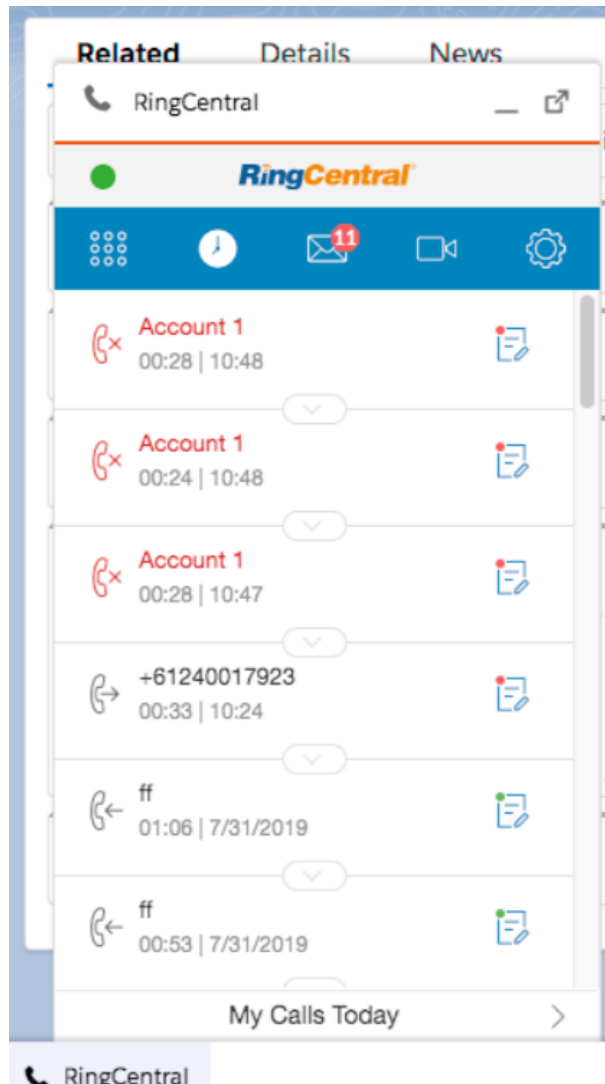 Related Details News
RingCentral
RingCentral
11
Account 1
00:28 | 10:48
Account 1
00:24 | 10:48
Account 1
00:28 | 10:47
+61240017923
00:33 | 10:24
ff
01:06 | 7/31/2019
ff
00:53 | 7/31/2019
My Calls Today
RingCentral